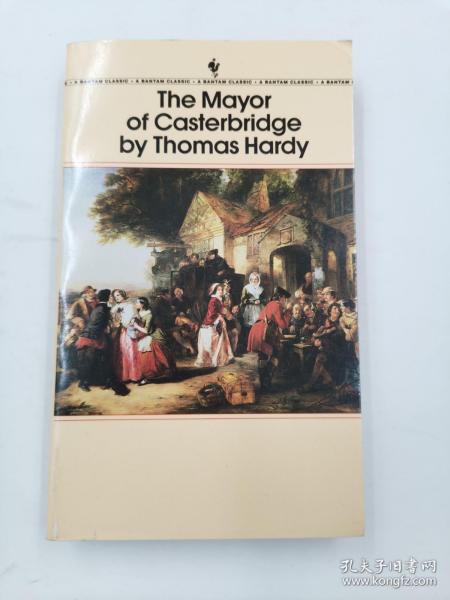 · A BANTAM CLASSIC · A BANTAM CLASSIC · A BANTAM CLASSIC · A BANTAM CLASSIC · A BANTAM
The Mayor
of Casterbridge
by Thomas Hardy
孔夫子旧书网
www.kongfz.com